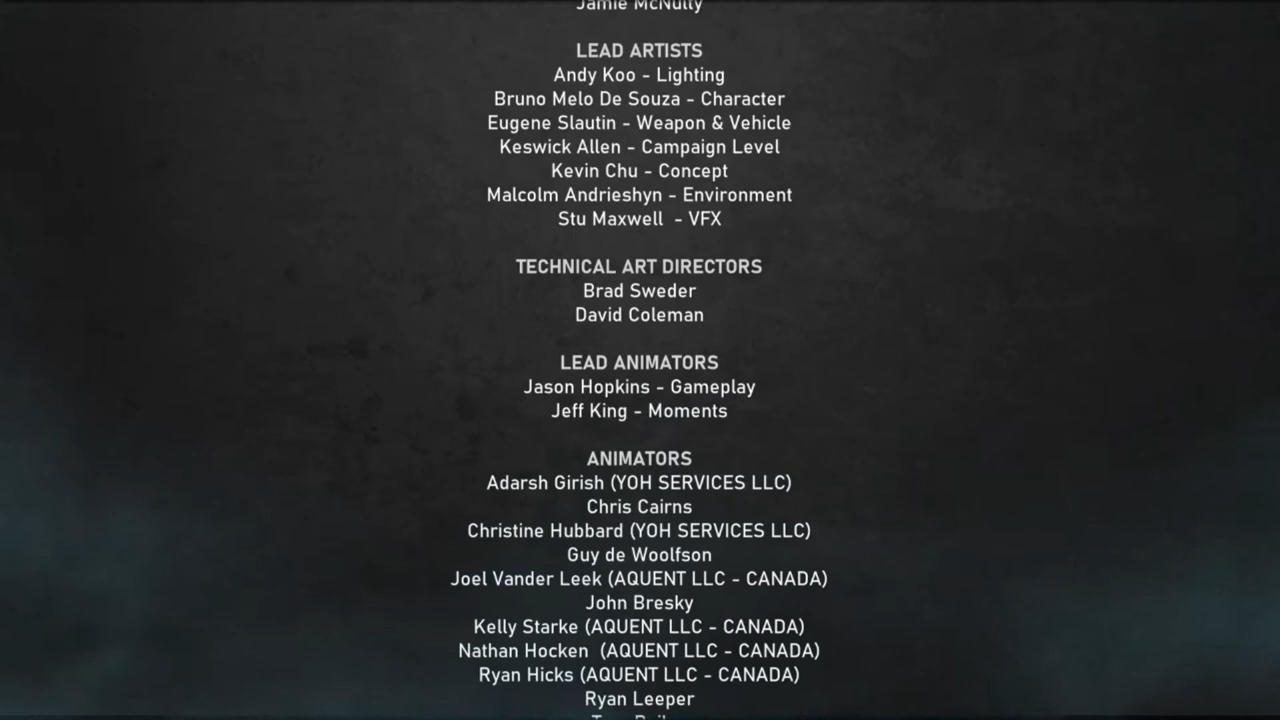 Jamie McNulty
LEAD ARTISTS
Andy Koo - Lighting
Bruno Melo De Souza - Character
Eugene Slautin - Weapon & Vehicle
Keswick Allen - Campaign Level
Kevin Chu - Concept
Malcolm Andrieshyn - Environment
Stu Maxwell  - VFX
TECHNICAL ART DIRECTORS
Brad Sweder
David Coleman
LEAD ANIMATORS
Jason Hopkins - Gameplay
Jeff King - Moments
ANIMATORS
Adarsh Girish (YOH SERVICES LLC)
Chris Cairns
Christine Hubbard (YOH SERVICES LLC)
Guy de Woolfson
Joel Vander Leek (AQUENT LLC - CANADA)
John Bresky
Kelly Starke (AQUENT LLC - CANADA)
Nathan Hocken  (AQUENT LLC - CANADA)
Ryan Hicks (AQUENT LLC - CANADA)
Ryan Leeper